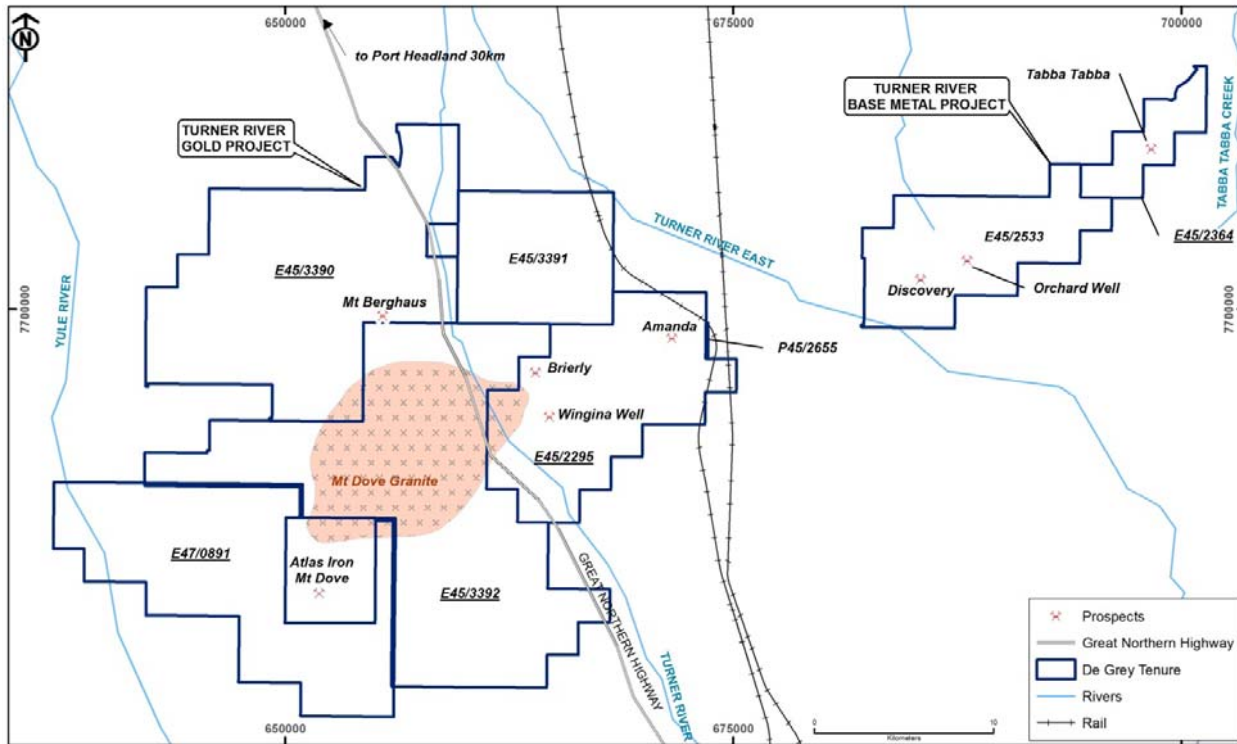 650000
675000
700000
N
to Port Headland 30km
Tabba Tabba
TURNER RIVER
BASE METAL PROJECT
TURNER RIVER
GOLD PROJECT
TABBA TABBA CREEK
TURNER RIVER EAST
E45/2364
E45/2533
E45/3391
E45/3390
YULE RIVER
Discovery
Orchard Well
Mt Berghaus
7700000
7700000
Amanda
P45/2655
Brierly
Wingina Well
E45/2295
Mt Dove Granite
E47/0891
Atlas Iron
Mt Dove
E45/3392
GREAT NORTHERN HIGHWAY
TURNER RIVER
Prospects
Great Northern Highway
De Grey Tenure
Rivers
Rail
0
10
Kilometers
650000
675000